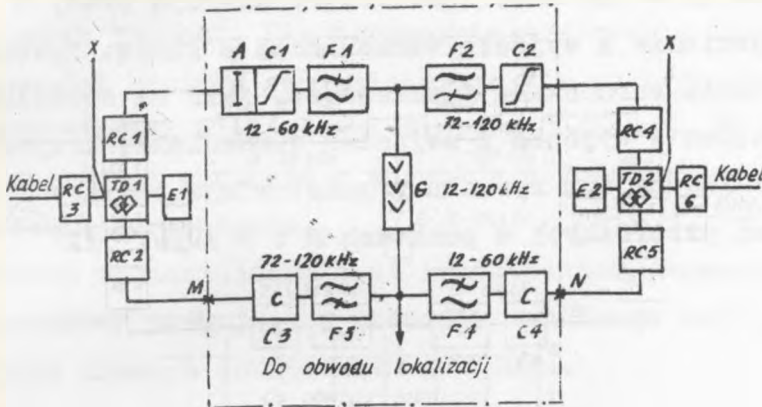 X
A C1 F1 F2 C2
X
12-60 kHz
72-120 kHz
RC1
RC4
Kabel
RC 3
TD1
E1
G 12-120 kHz
E2
TD2
RC 6
Kabel
RC2
RC5
72-120 kHz
12-60 kHz
M
C
C
N
C3
F3
F4
C4
Do obwodu lokalizacji